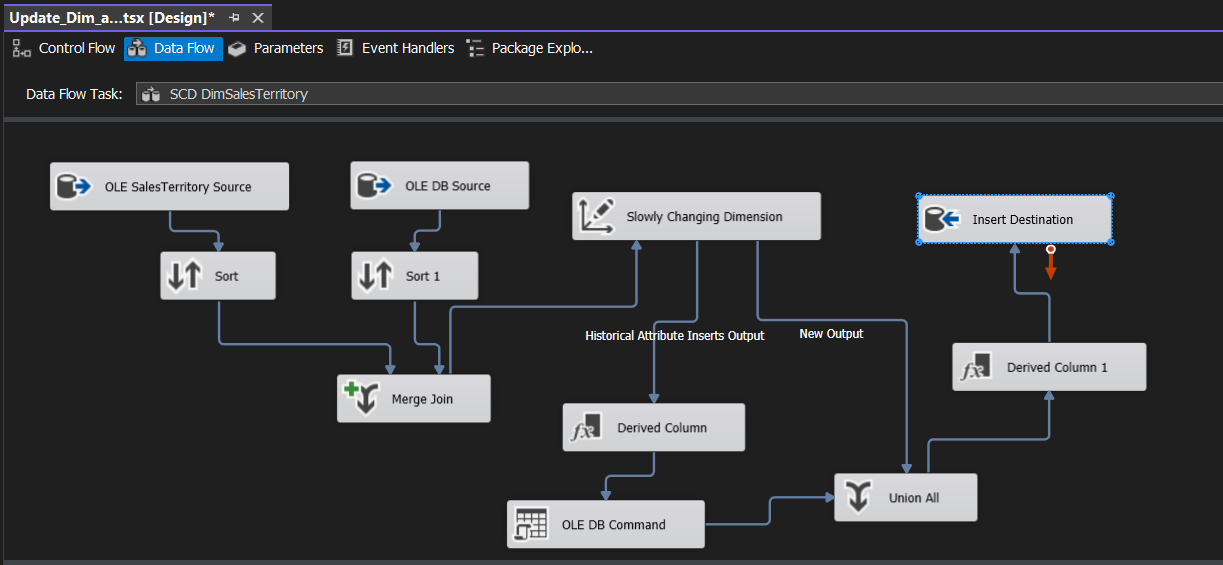 Update_Dim_a...tsx [Design]*
Control Flow
Data Flow
Parameters
Event Handlers
Package Explo...
Data Flow Task:
SCD DimSalesTerritory
OLE SalesTerritory Source
OLE DB Source
Slowly Changing Dimension
Insert Destination
Sort
Sort 1
Historical Attribute Inserts Output
New Output
Merge Join
Derived Column 1
Derived Column
Union All
OLE DB Command